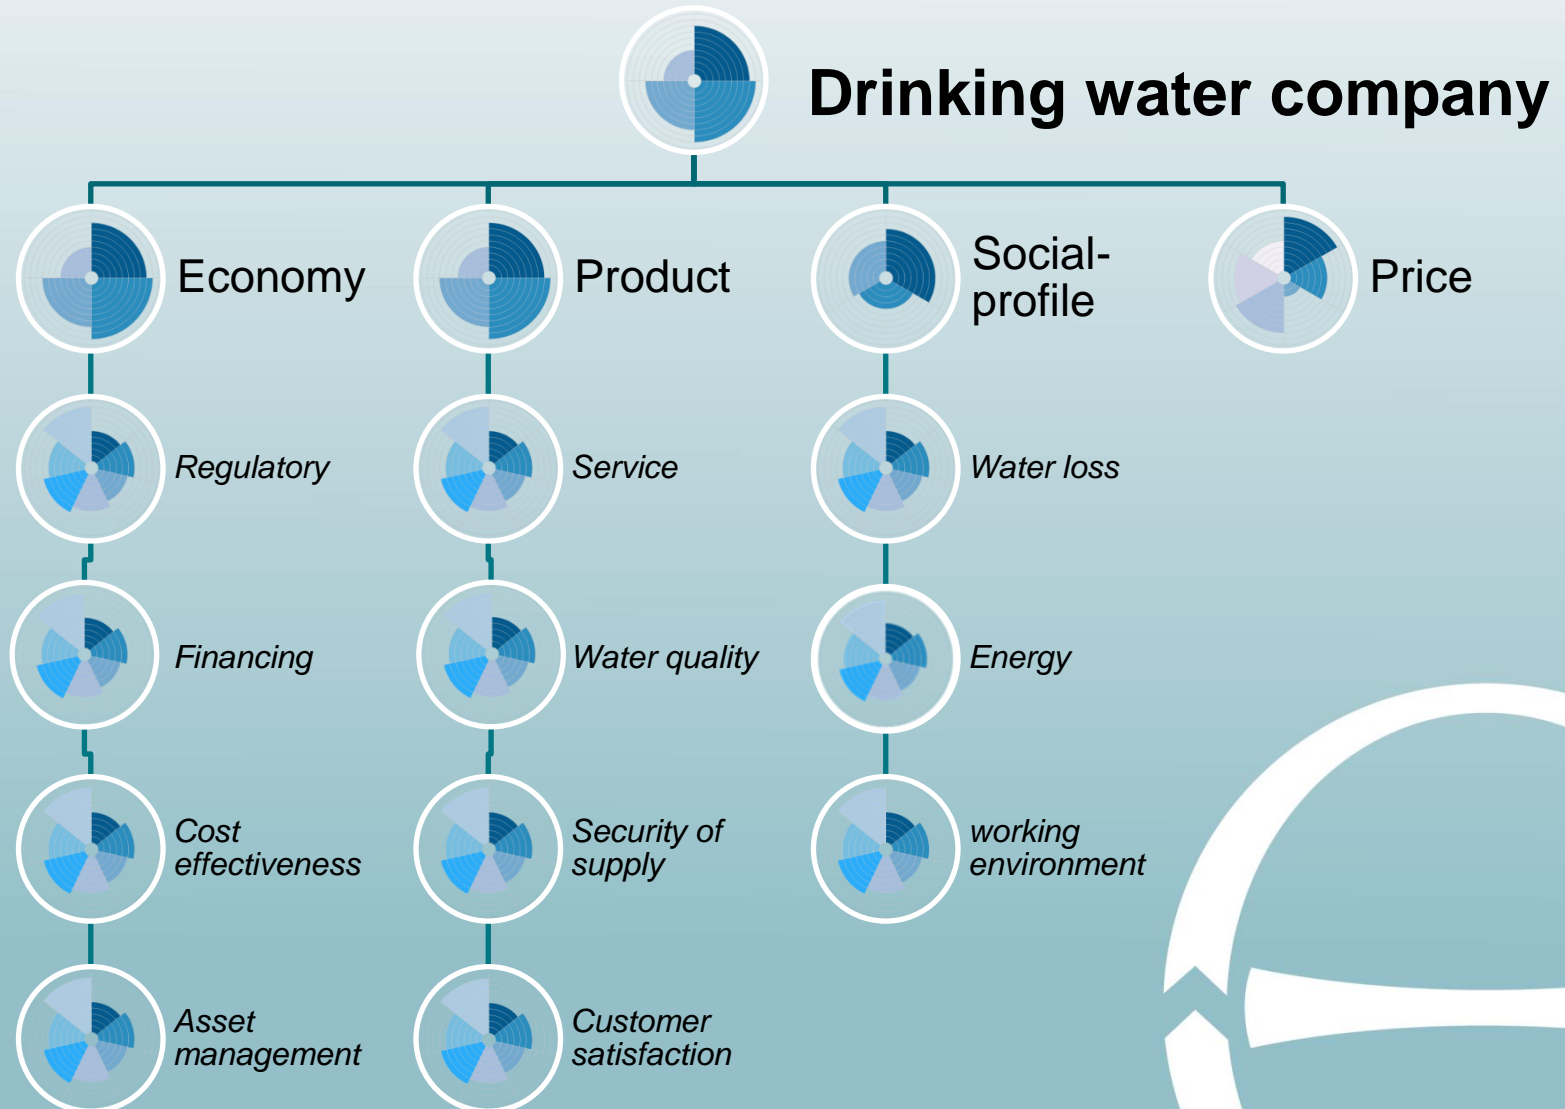 Drinking water company
Economy
Product
Social-
profile
Price
Regulatory
Service
Water loss
Financing
Water quality
Energy
Cost
effectiveness
Security of
supply
working
environment
Asset
management
Customer
satisfaction